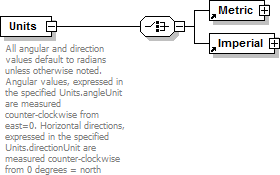 Units
Metric
Imperial
All angular and direction
values default to radians
unless otherwise noted.
Angular values, expressed in
the specified Units.angleUnit
are measured
counter-clockwise from
east=0. Horizontal directions,
expressed in the specified
Units.directionUnit are
measured counter-clockwise
from 0 degrees = north